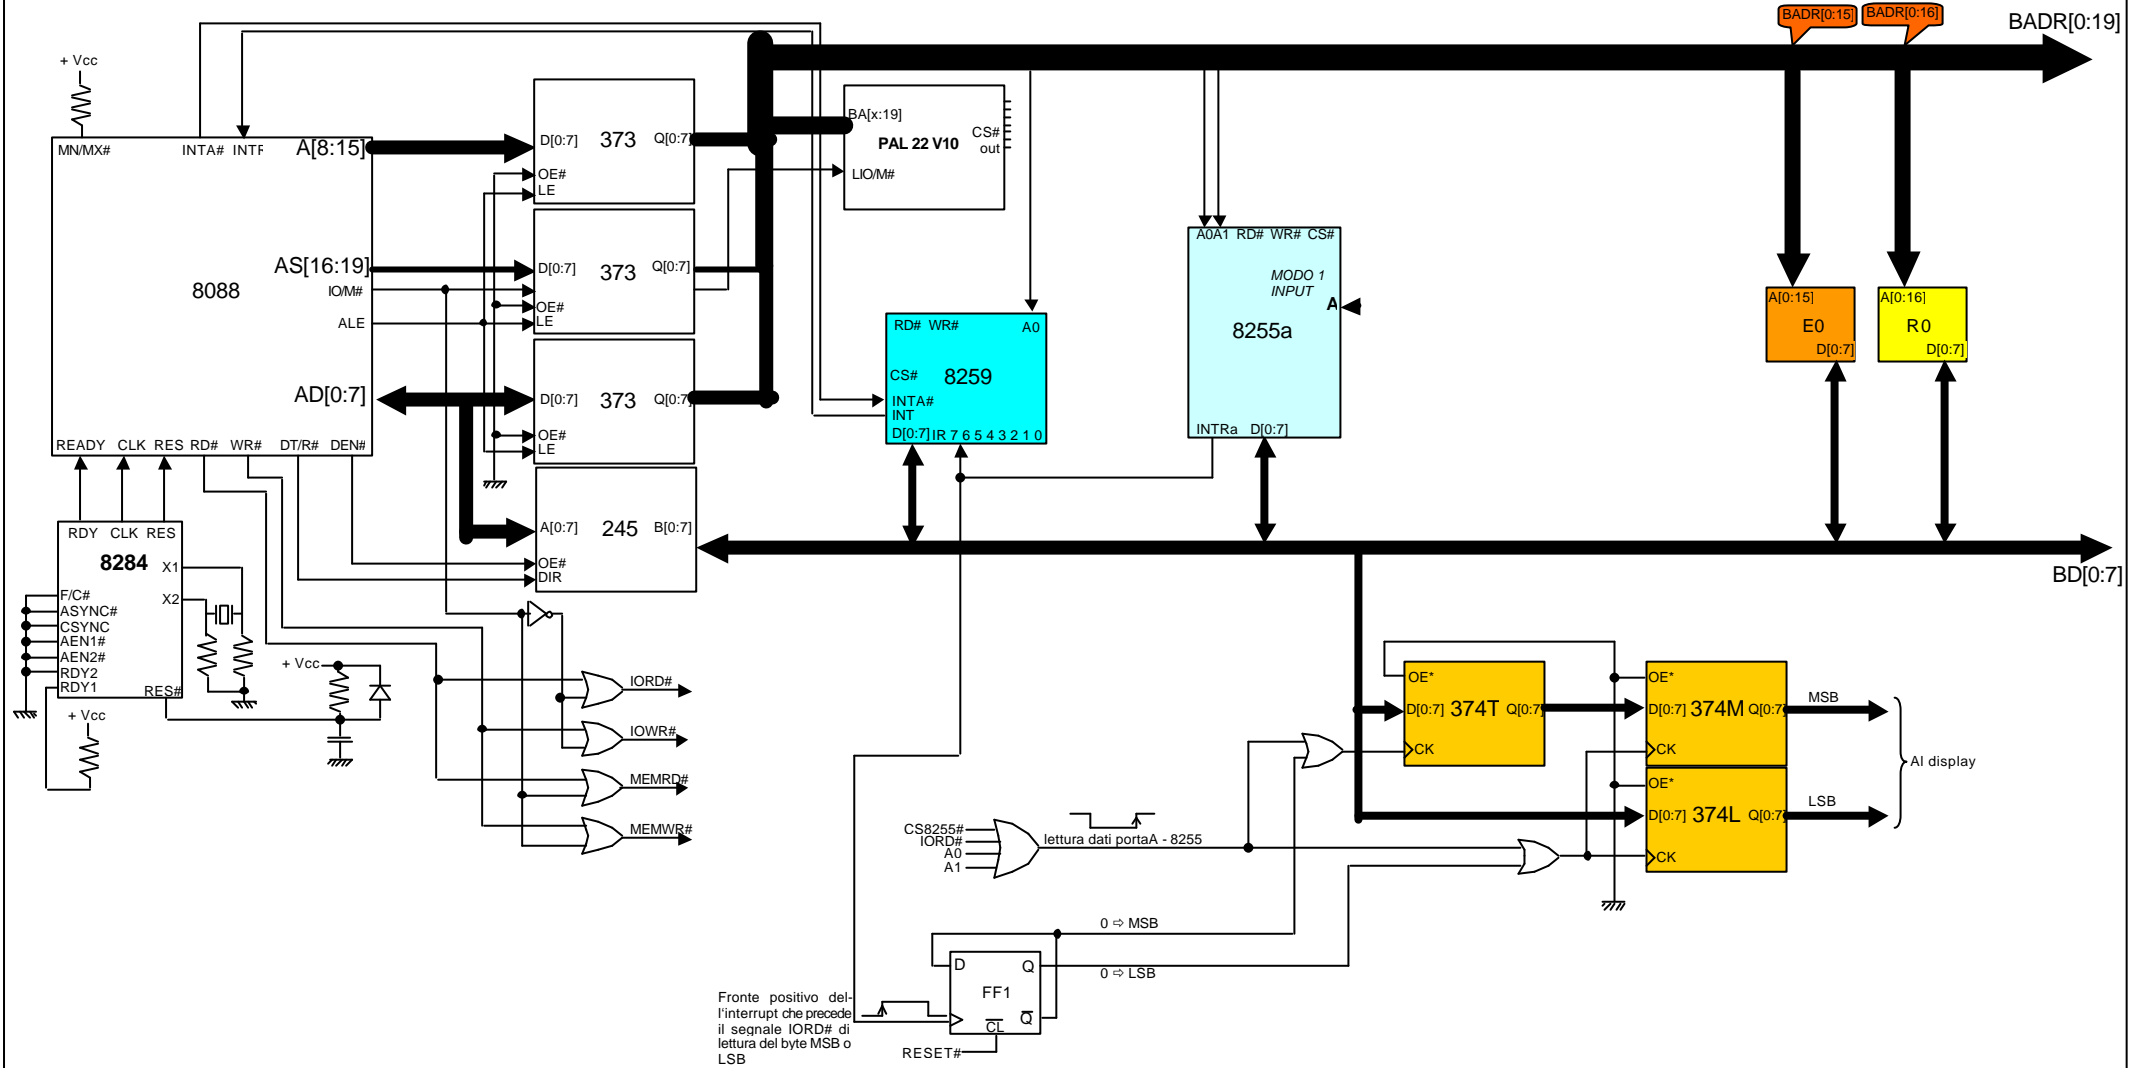 BADR[0:15]
BADR[0:16]
BADR[0:19]
+ Vcc
MN/MX#
INTA#
INTR
A[8:15]
AS[16:19]
IO/M#
8088
ALE
AD[0:7]
READY
CLK
RES
RD#
WR#
DT/R#
DEN#
D[0:7]
373
Q[0:7]
OE#
LE
D[0:7]
373
Q[0:7]
OE#
LE
D[0:7]
373
Q[0:7]
OE#
LE
A[0:7]
245
B[0:7]
OE#
DIR
BA[x:19]
CS#
out
PAL 22 V10
LIO/M#
RD# WR#
A0
CS#
8259
INTA#
INT
D[0:7]
IR 7 6 5 4 3 2 1 0
A0A1 RD# WR# CS#
MODO 1
INPUT
A
8255a
INTRa
D[0:7]
A[0:15]
E0
D[0:7]
A[0:16]
R0
D[0:7]
BD[0:7]
RDY
CLK
RES
8284
X1
X2
F/C#
ASYNC#
CSYNC
AEN1#
AEN2#
RDY2
RDY1
RES#
+ Vcc
+ Vcc
IORD#
IOWR#
MEMRD#
MEMWR#
OE*
D[0:7]
374T
Q[0:7]
CK
OE*
D[0:7]
374M
Q[0:7]
CK
OE*
D[0:7]
374L
Q[0:7]
CK
MSB
LSB
Al display
CS8255#
IORD#
A0
A1
lettura dati portaA - 8255
0 ⇨ MSB
0 ⇨ LSB
D
Q
FF1
Q̅
C̅L̅
RESET#
Fronte positivo del-
l'interrupt che precede
il segnale IORD# di
lettura del byte MSB o
LSB